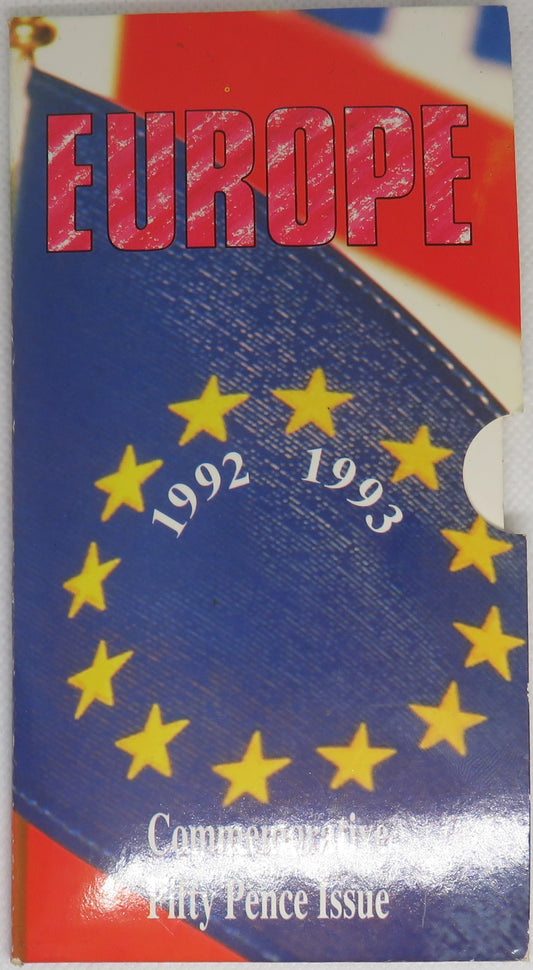 EUROPE
1992 1993
Commemorative
Fifty Pence Issue